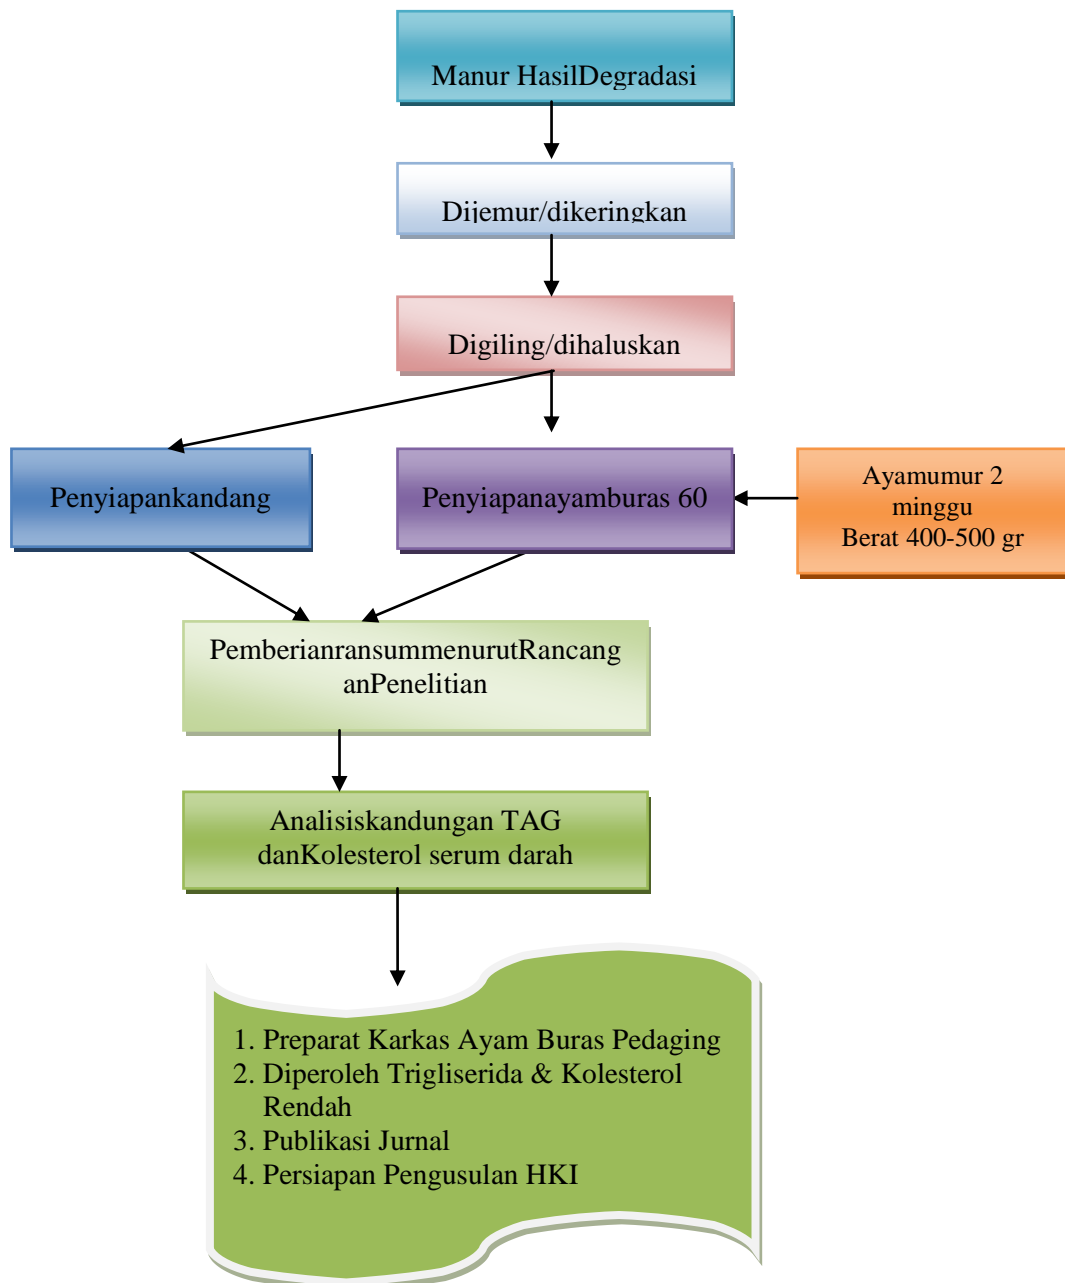 Manur HasilDegradasi
Dijemur/dikeringkan
Digiling/dihaluskan
Penyiapankandang
Penyiapanayamburas 60
Ayamumur 2
minggu
Berat 400-500 gr
PemberianransummenurutRancang
anPenelitian
Analisiskandungan TAG
danKolesterol serum darah
1. Preparat Karkas Ayam Buras Pedaging
2. Diperoleh Trigliserida & Kolesterol
Rendah
3. Publikasi Jurnal
4. Persiapan Pengusulan HKI